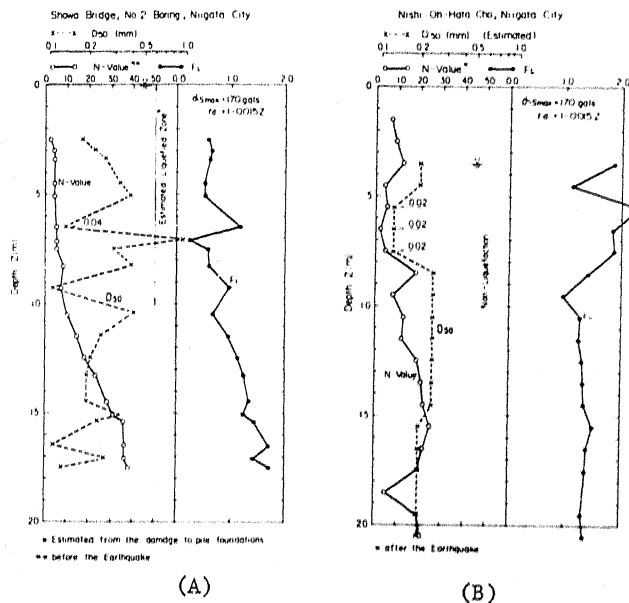 Showa Bridge, No 2 Boring, Niigata City
D50 (mm)
0.1 0.2 0.4 1.0
N-Value** FL
0 10 20 30 40 50 0.0 1.0 2.0
αsmax = 170 gals
rd = 1-0.015Z
N-Value
0.04
D50
FL
Estimated Liquefied Zone *
Depth Z (m)
0
5
10
15
20
* Estimated from the damage to pile foundations
** before the Earthquake
(A)
Nishi Oh-Hata Cho, Niigata City
D50 (mm) (Estimated)
0.1 0.2 1.0
N-Value* FL
0 10 20 30 40 50 0.0 1.0 2.0
αsmax = 170 gals
rd = 1-0.015Z
0.02
0.02
0.02
D50
N-Value
FL
Non-Liquefaction
Depth Z (m)
0
5
10
15
20
* after the Earthquake
(B)